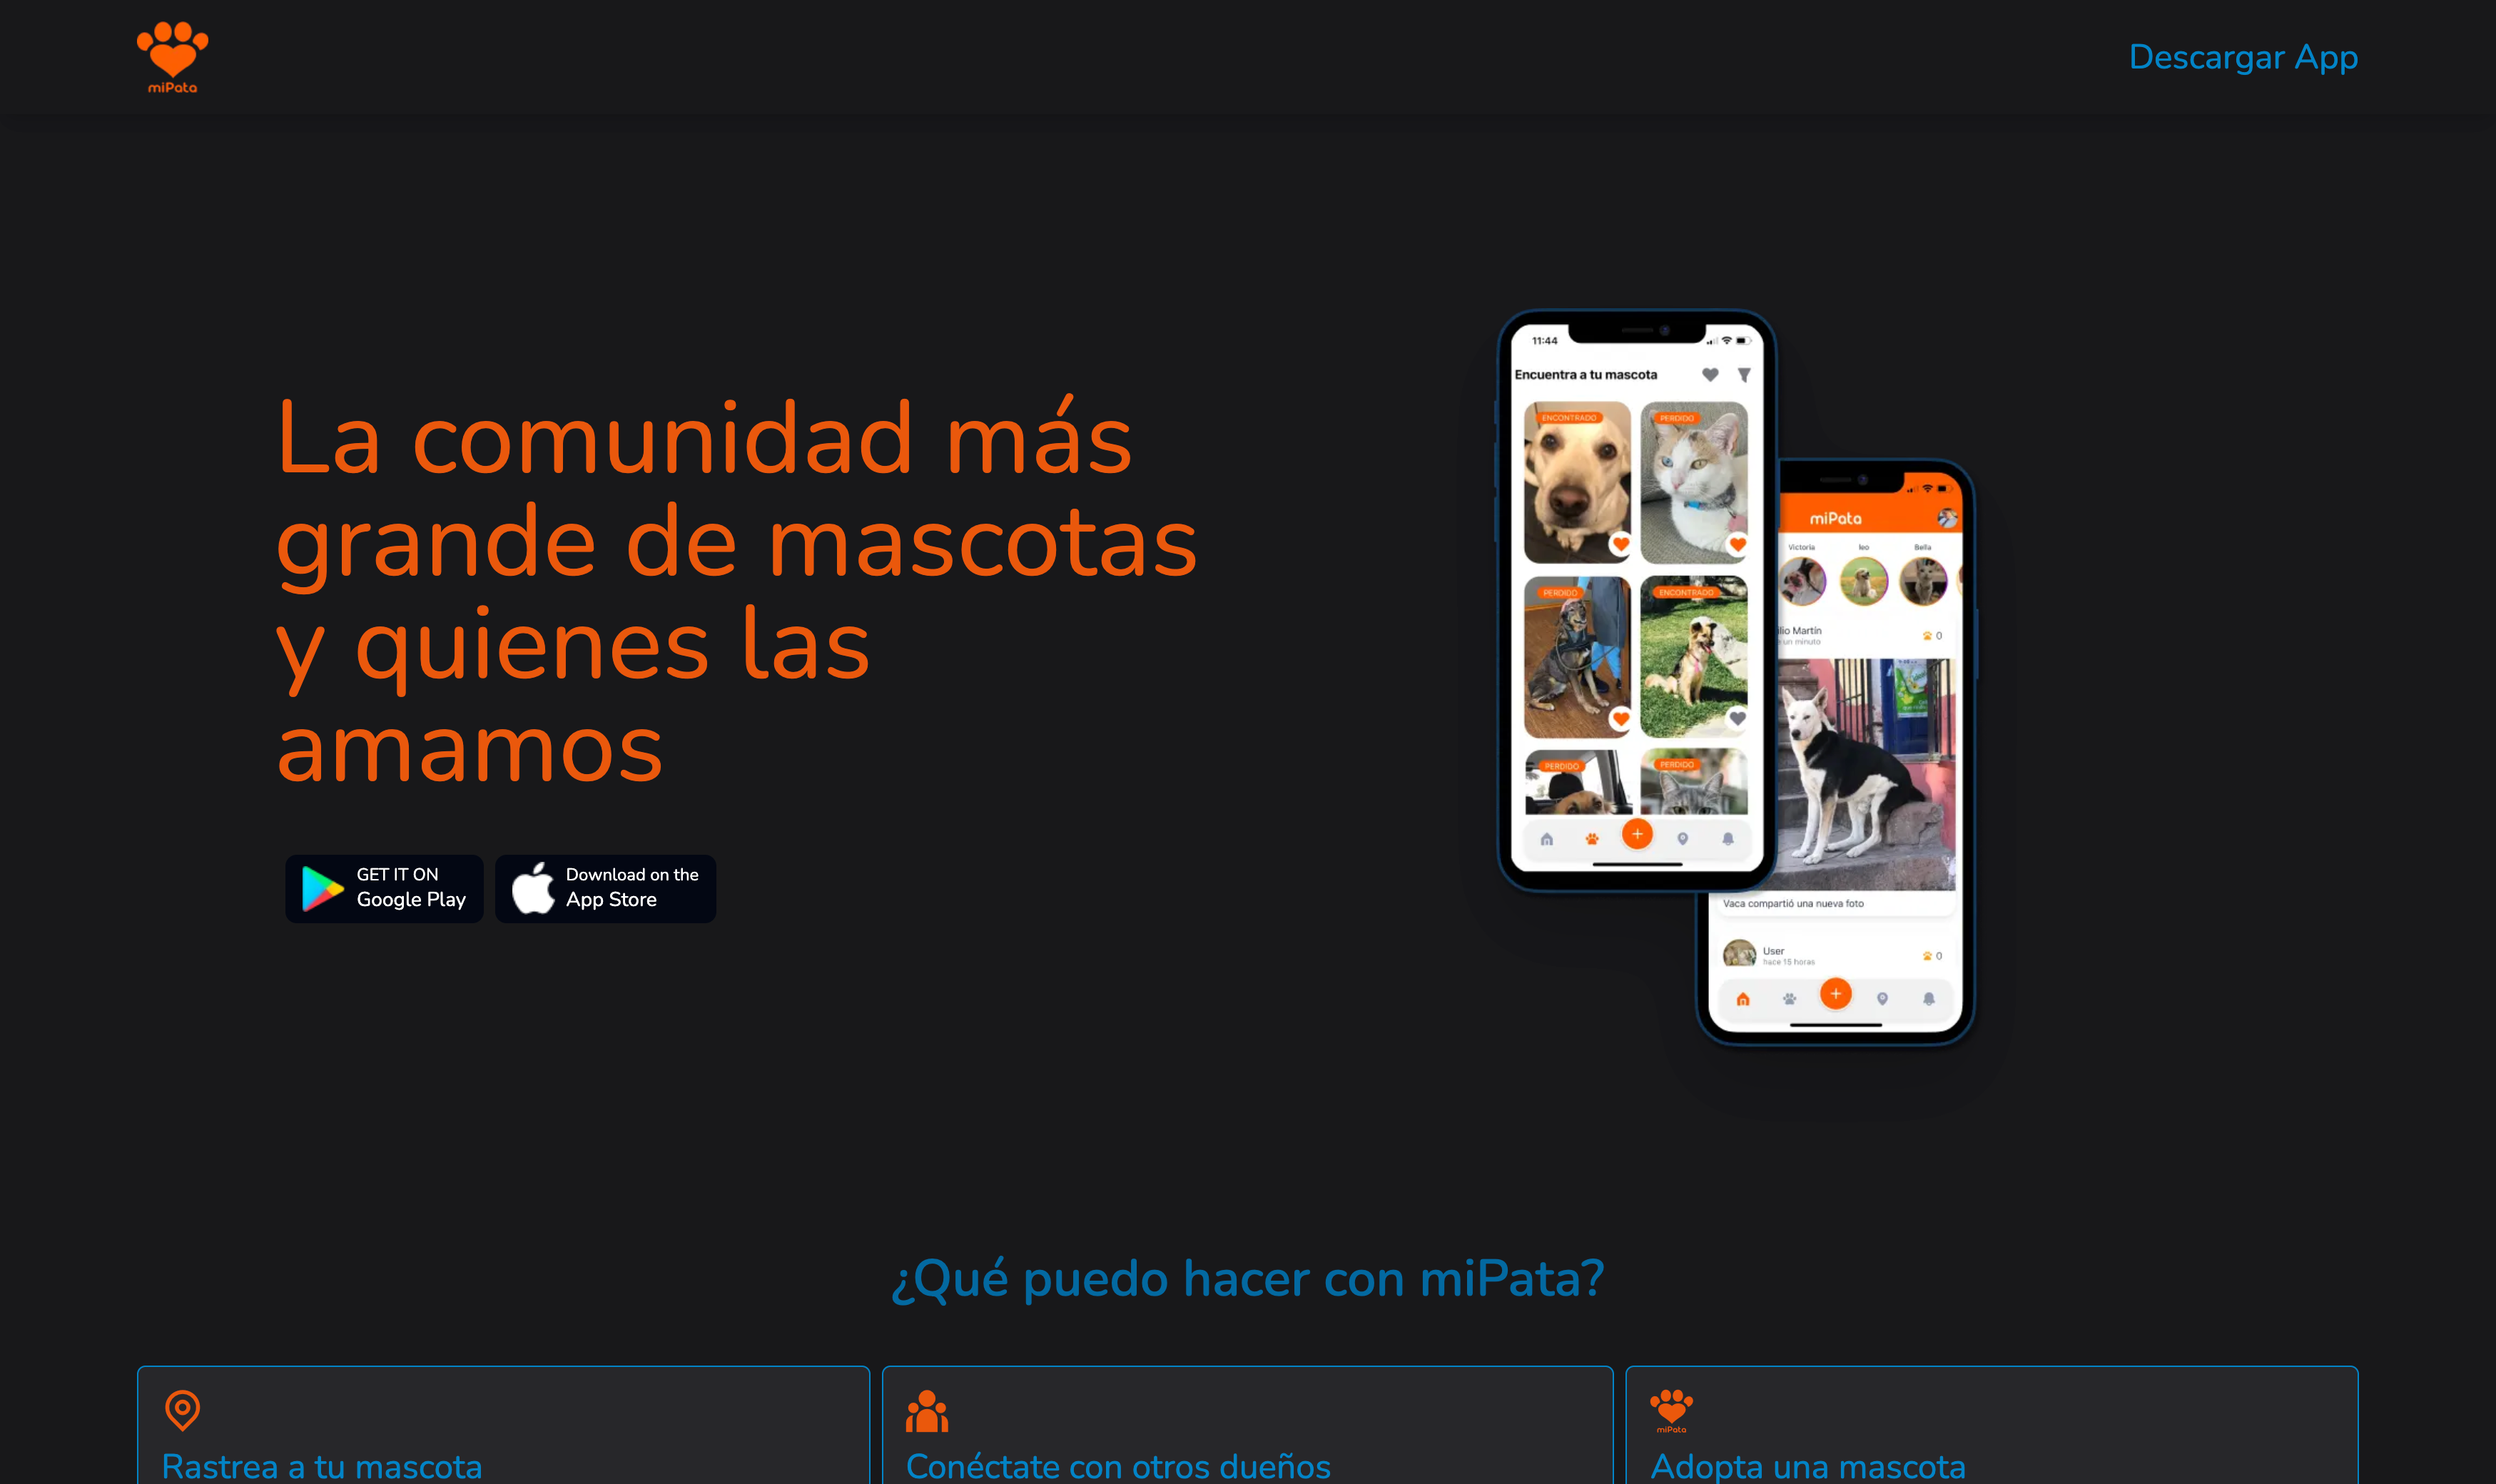 miPata
Descargar App
La comunidad más
grande de mascotas
y quienes las
amamos
GET IT ON
Google Play
Download on the
App Store
11:44
Encuentra a tu mascota
ENCONTRADO
PERDIDO
PERDIDO
ENCONTRADO
PERDIDO
PERDIDO
miPata
Victoria
leo
Bella
lio Martín
0
un minuto
Vaca compartió una nueva foto
User
0
hace 15 horas
¿Qué puedo hacer con miPata?
Rastrea a tu mascota
Conéctate con otros dueños
miPata
Adopta una mascota